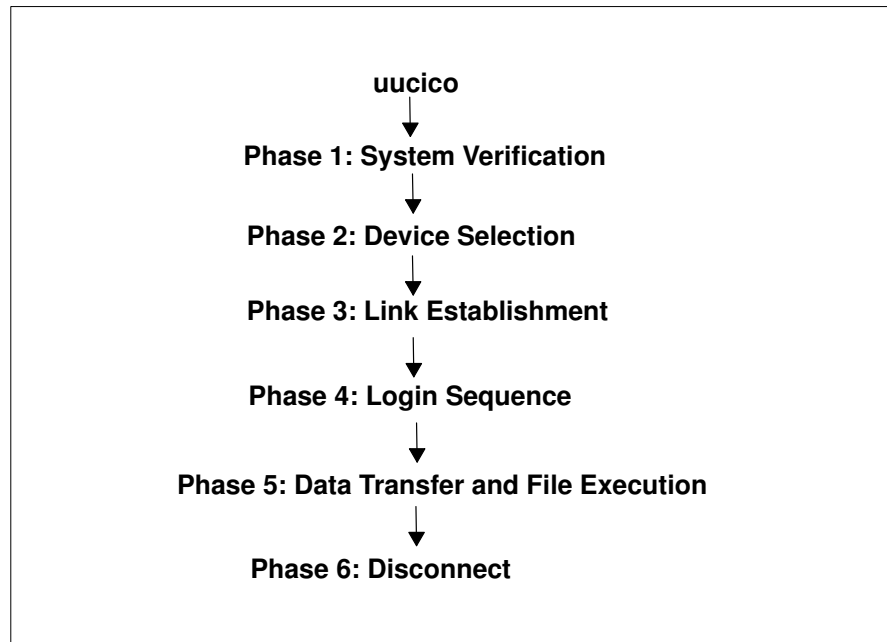 uucico
Phase 1: System Verification
Phase 2: Device Selection
Phase 3: Link Establishment
Phase 4: Login Sequence
Phase 5: Data Transfer and File Execution
Phase 6: Disconnect